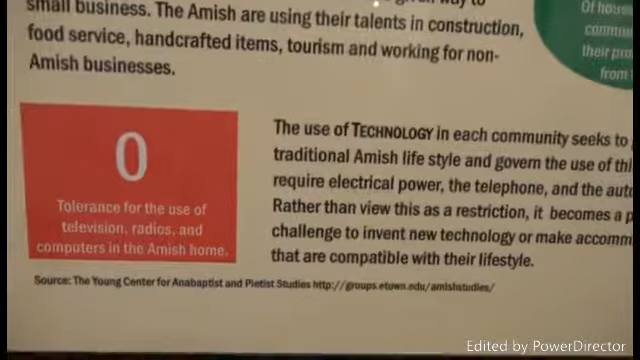 small business. The Amish are using their talents in construction,
food service, handcrafted items, tourism and working for non-
Amish businesses.
Of
their
from
0
Tolerance for the use of
television, radios, and
computers in the Amish home.
The use of TECHNOLOGY in each community seeks to
traditional Amish life style and govern the use of
require electrical power, the telephone, and the
Rather than view this as a restriction, it becomes a
challenge to invent new technology or make
that are compatible with their lifestyle.
Source: The Young Center for Anabaptist and Pietist Studies http://groups.etown.edu/amishstudies/
Edited by PowerDirector